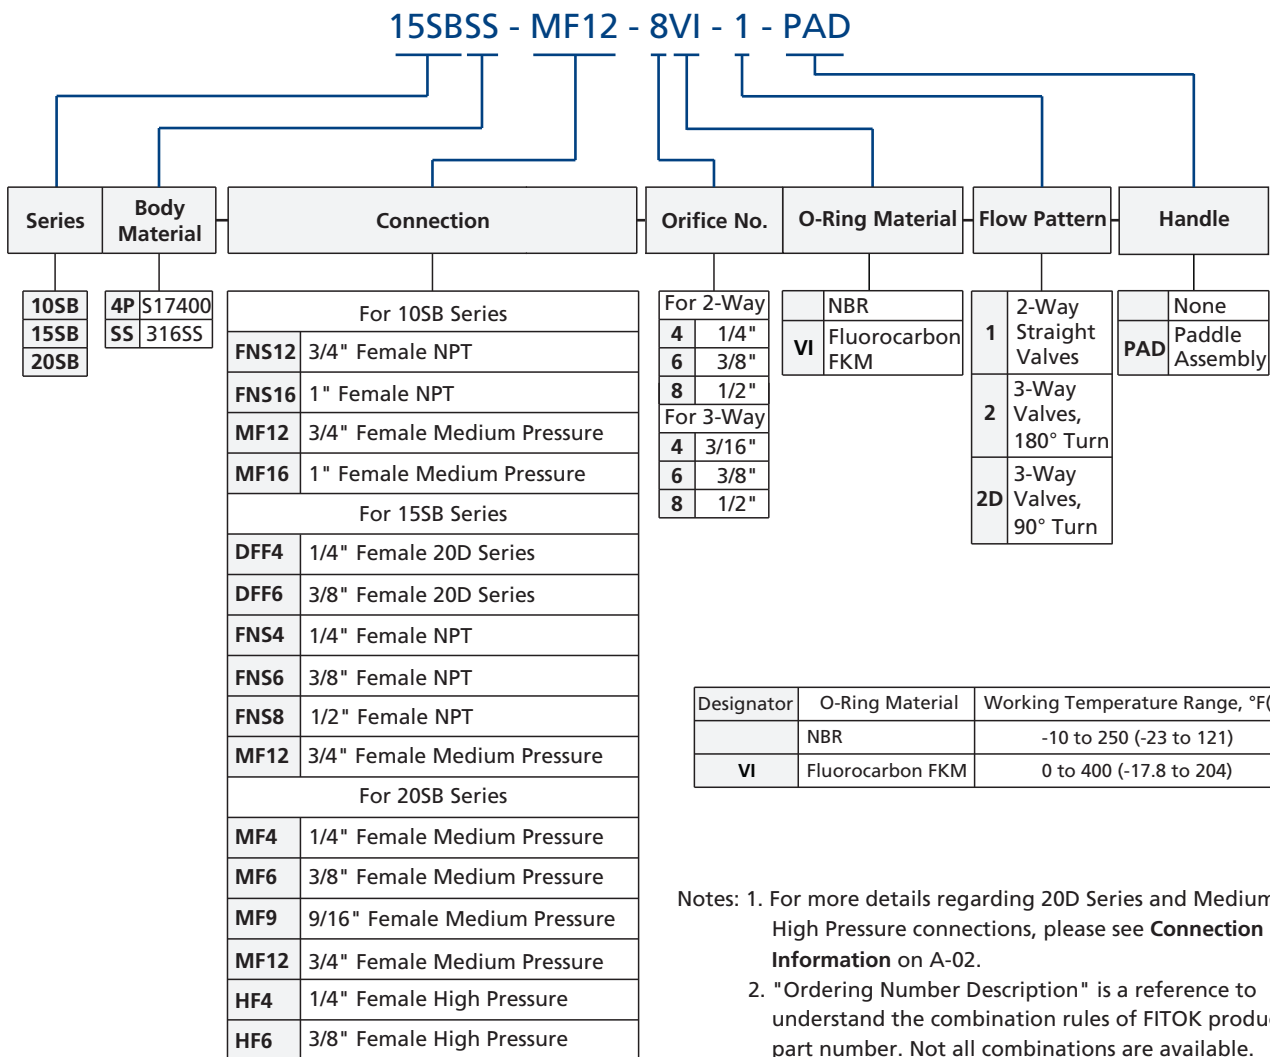 15SBSS - MF12 - 8VI - 1 - PAD
Series
Body
Material
Connection
Orifice No.
O-Ring Material
Flow Pattern
Handle
10SB
15SB
20SB
4P S17400
SS 316SS
For 10SB Series
FNS12 3/4" Female NPT
FNS16 1" Female NPT
MF12 3/4" Female Medium Pressure
MF16 1" Female Medium Pressure
For 15SB Series
DFF4 1/4" Female 20D Series
DFF6 3/8" Female 20D Series
FNS4 1/4" Female NPT
FNS6 3/8" Female NPT
FNS8 1/2" Female NPT
MF12 3/4" Female Medium Pressure
For 20SB Series
MF4 1/4" Female Medium Pressure
MF6 3/8" Female Medium Pressure
MF9 9/16" Female Medium Pressure
MF12 3/4" Female Medium Pressure
HF4 1/4" Female High Pressure
HF6 3/8" Female High Pressure
For 2-Way
4 1/4"
6 3/8"
8 1/2"
For 3-Way
4 3/16"
6 3/8"
8 1/2"
NBR
VI Fluorocarbon
FKM
1 2-Way
Straight
Valves
2 3-Way
Valves,
180° Turn
2D 3-Way
Valves,
90° Turn
None
PAD Paddle
Assembly
Designator O-Ring Material Working Temperature Range, °F(
NBR -10 to 250 (-23 to 121)
VI Fluorocarbon FKM 0 to 400 (-17.8 to 204)
Notes: 1. For more details regarding 20D Series and Medium
High Pressure connections, please see Connection
Information on A-02.
2. "Ordering Number Description" is a reference to
understand the combination rules of FITOK produc
part number. Not all combinations are available.